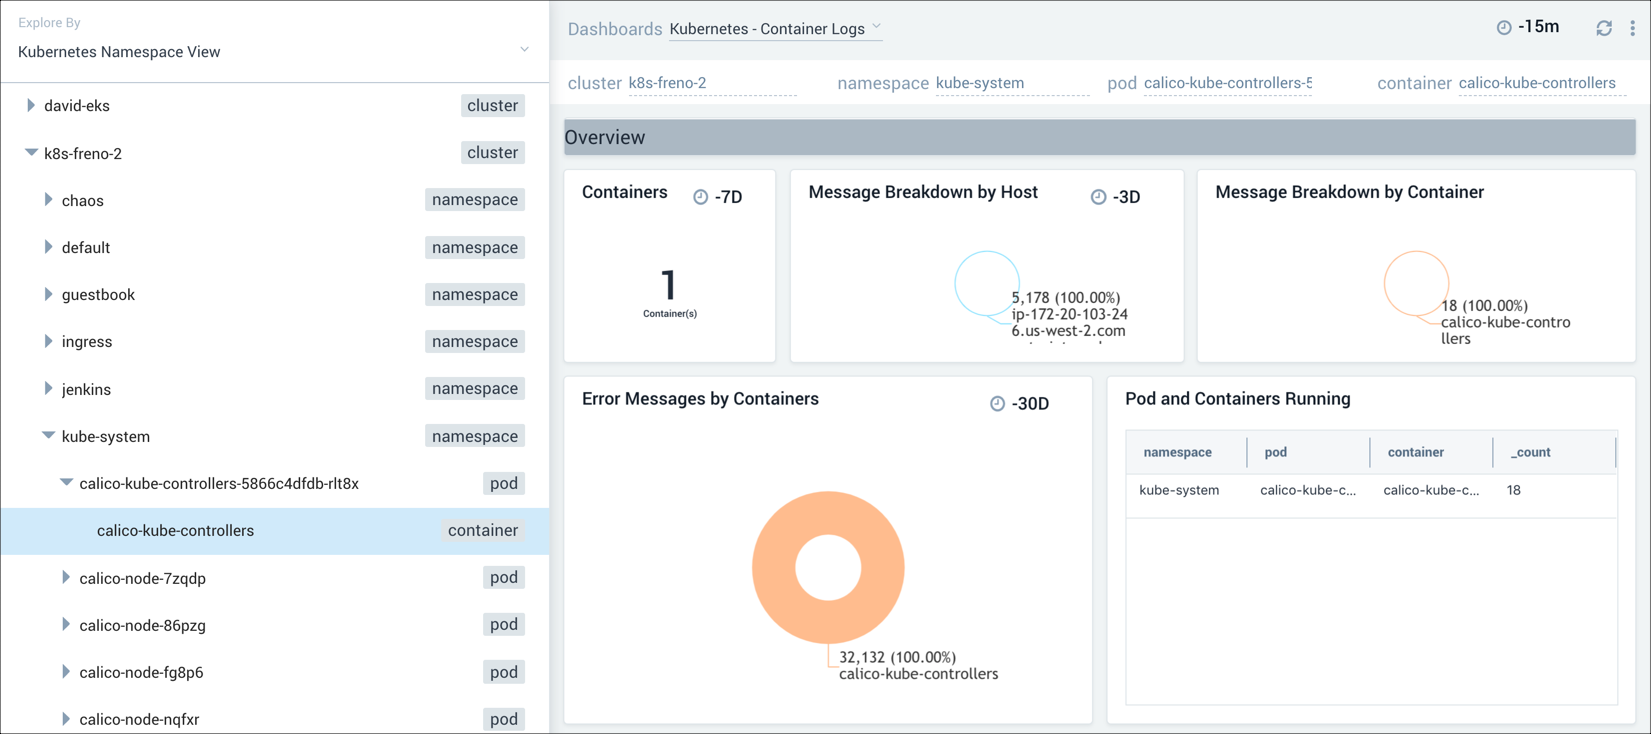 Explore By
Kubernetes Namespace View
david-eks cluster
k8s-freno-2 cluster
chaos namespace
default namespace
guestbook namespace
ingress namespace
jenkins namespace
kube-system namespace
calico-kube-controllers-5866c4dfdb-rlt8x pod
calico-kube-controllers container
calico-node-7zqdp pod
calico-node-86pzg pod
calico-node-fg8p6 pod
calico-node-nqfxr pod
Dashboards Kubernetes - Container Logs -15m
cluster k8s-freno-2 namespace kube-system pod calico-kube-controllers-5 container calico-kube-controllers
Overview
Containers -7D
1
Container(s)
Message Breakdown by Host -3D
5,178 (100.00%)
ip-172-20-103-24
6.us-west-2.com
Message Breakdown by Container
18 (100.00%)
calico-kube-contro
llers
Error Messages by Containers -30D
32,132 (100.00%)
calico-kube-controllers
Pod and Containers Running
namespace pod container _count
kube-system calico-kube-c... calico-kube-c... 18